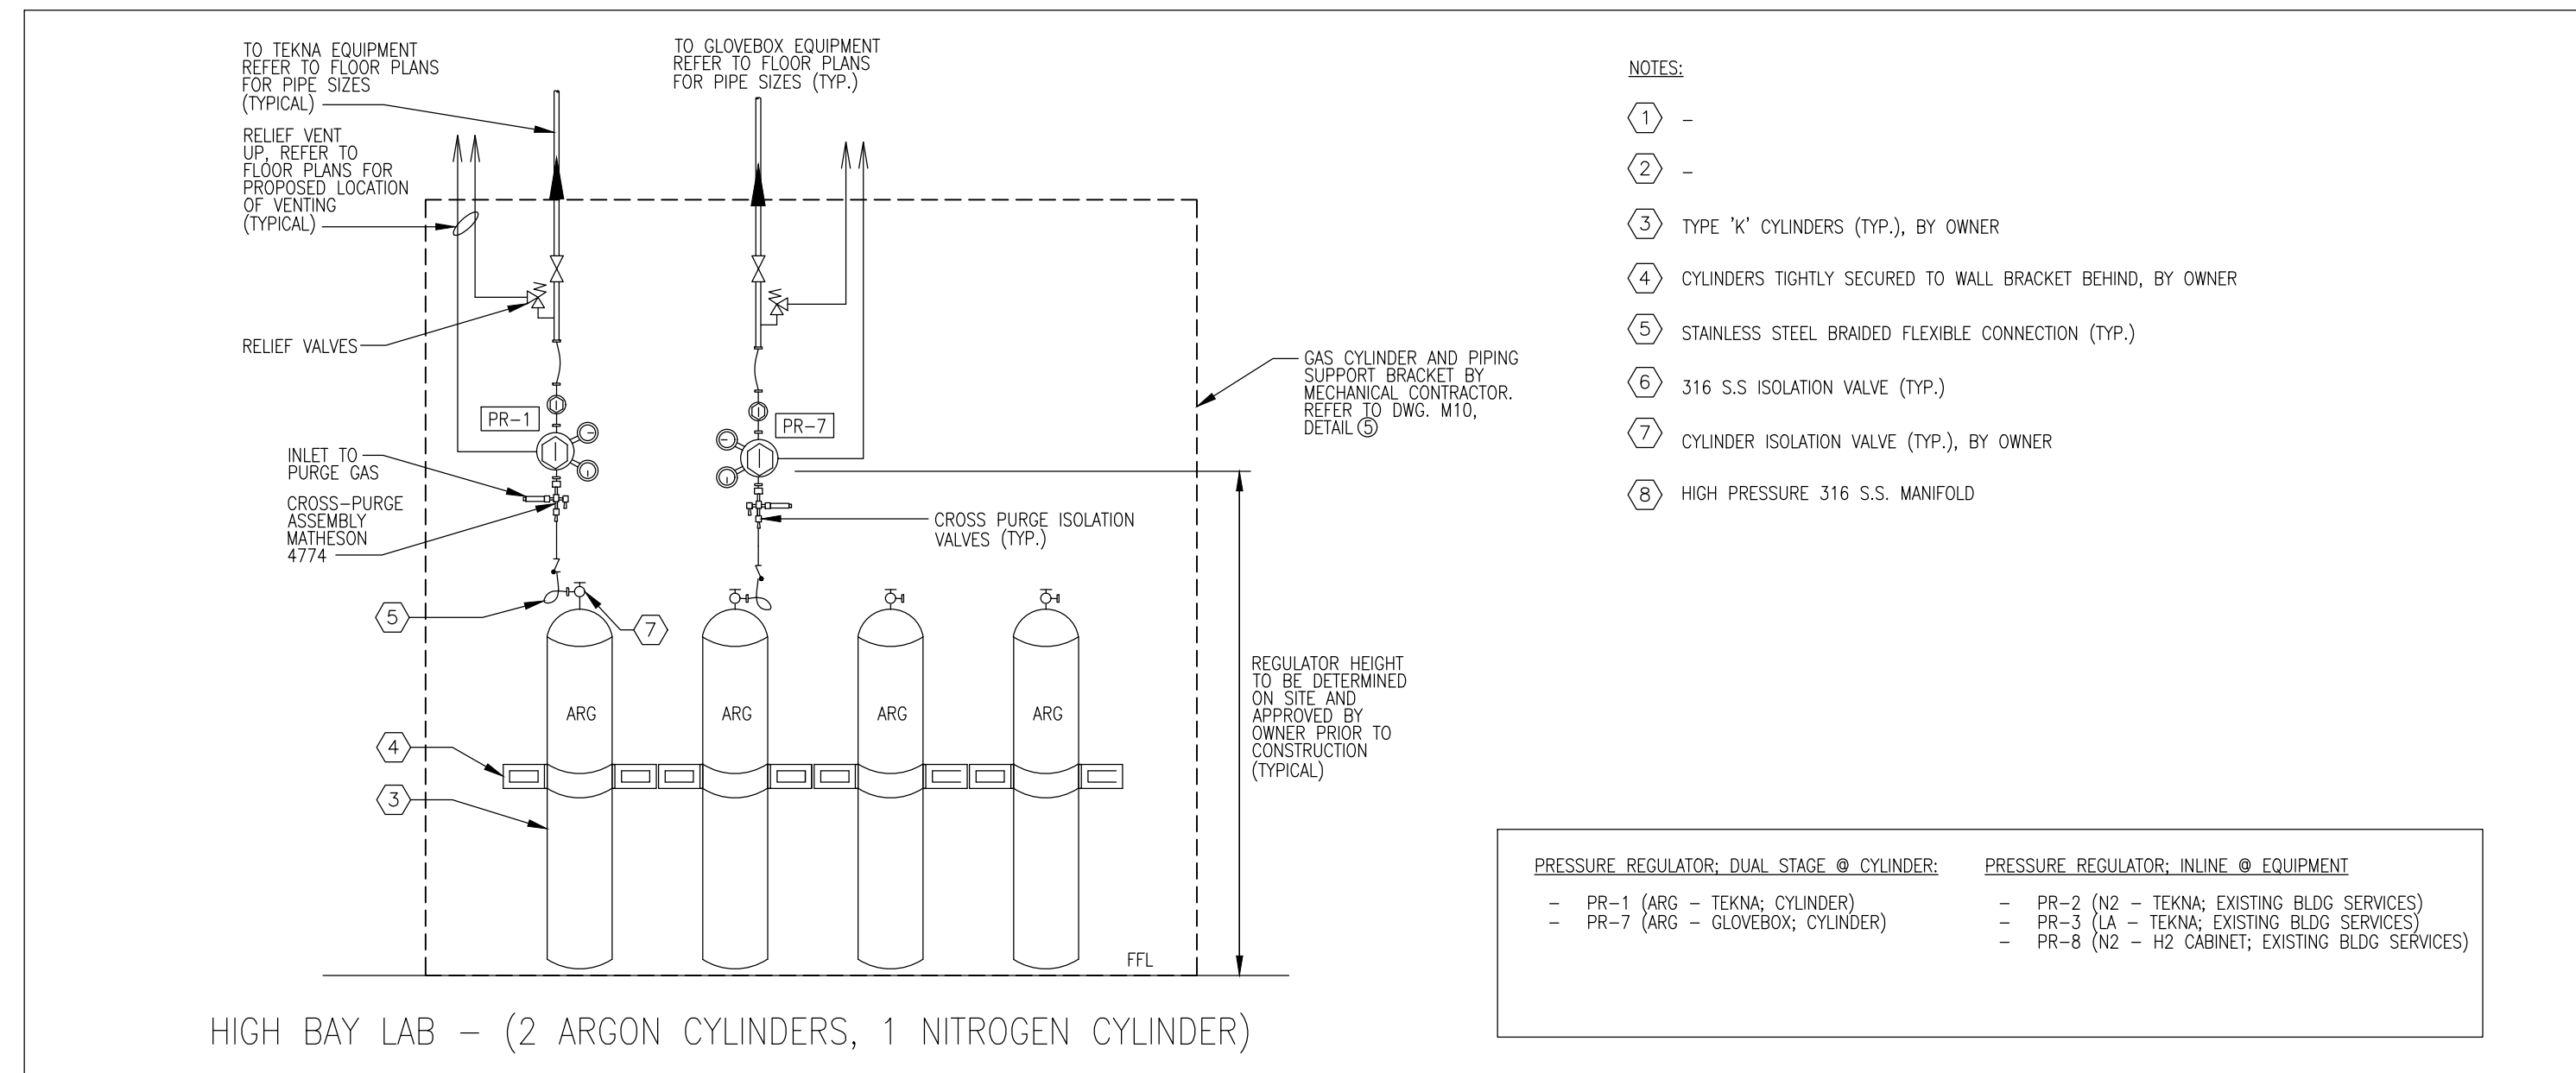 TO TEKNA EQUIPMENT
REFER TO FLOOR PLANS
FOR PIPE SIZES
(TYPICAL)
RELIEF VENT
UP, REFER TO
FLOOR PLANS FOR
PROPOSED LOCATION
OF VENTING
(TYPICAL)
RELIEF VALVES
TO GLOVEBOX EQUIPMENT
REFER TO FLOOR PLANS
FOR PIPE SIZES (TYP.)
PR-1
PR-7
INLET TO
PURGE GAS
CROSS-PURGE
ASSEMBLY
MATHESON
4774
CROSS PURGE ISOLATION
VALVES (TYP.)
5
7
ARG
ARG
ARG
ARG
4
3
FFL
GAS CYLINDER AND PIPING
SUPPORT BRACKET BY
MECHANICAL CONTRACTOR.
REFER TO DWG. M10,
DETAIL 5
REGULATOR HEIGHT
TO BE DETERMINED
ON SITE AND
APPROVED BY
OWNER PRIOR TO
CONSTRUCTION
(TYPICAL)
HIGH BAY LAB - (2 ARGON CYLINDERS, 1 NITROGEN CYLINDER)
NOTES:
1 -
2 -
3 TYPE 'K' CYLINDERS (TYP.), BY OWNER
4 CYLINDERS TIGHTLY SECURED TO WALL BRACKET BEHIND, BY OWNER
5 STAINLESS STEEL BRAIDED FLEXIBLE CONNECTION (TYP.)
6 316 S.S ISOLATION VALVE (TYP.)
7 CYLINDER ISOLATION VALVE (TYP.), BY OWNER
8 HIGH PRESSURE 316 S.S. MANIFOLD
PRESSURE REGULATOR; DUAL STAGE @ CYLINDER:
- PR-1 (ARG - TEKNA; CYLINDER)
- PR-7 (ARG - GLOVEBOX; CYLINDER)
PRESSURE REGULATOR; INLINE @ EQUIPMENT
- PR-2 (N2 - TEKNA; EXISTING BLDG SERVICES)
- PR-3 (LA - TEKNA; EXISTING BLDG SERVICES)
- PR-8 (N2 - H2 CABINET; EXISTING BLDG SERVICES)